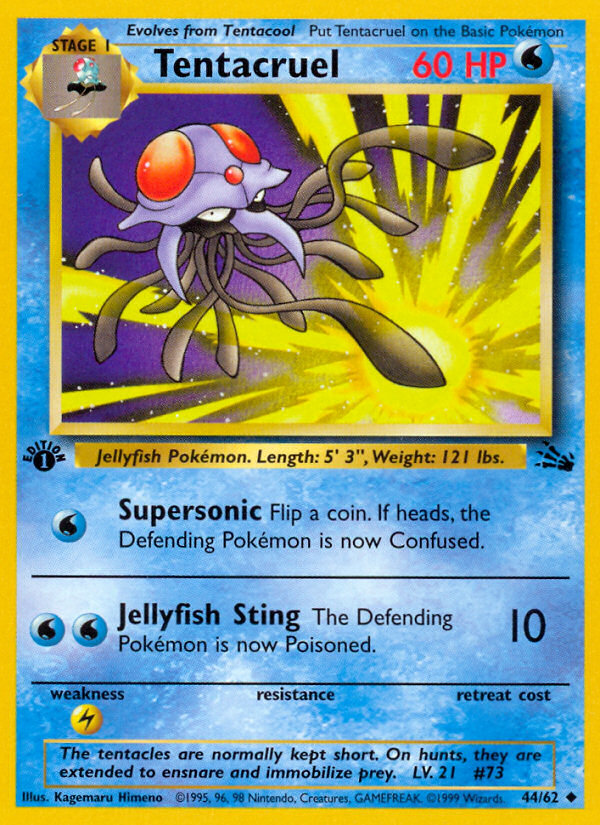 Evolves from Tentacool Put Tentacruel on the Basic Pokémon
STAGE 1
Tentacruel 60 HP
EDITION
1
Jellyfish Pokémon. Length: 5' 3", Weight: 121 lbs.
Supersonic Flip a coin. If heads, the
Defending Pokémon is now Confused.
Jellyfish Sting The Defending
Pokémon is now Poisoned.
10
weakness resistance retreat cost
The tentacles are normally kept short. On hunts, they are
extended to ensnare and immobilize prey. LV. 21 #73
Illus. Kagemaru Himeno ©1995, 96, 98 Nintendo, Creatures, GAMEFREAK. ©1999 Wizards. 44/62